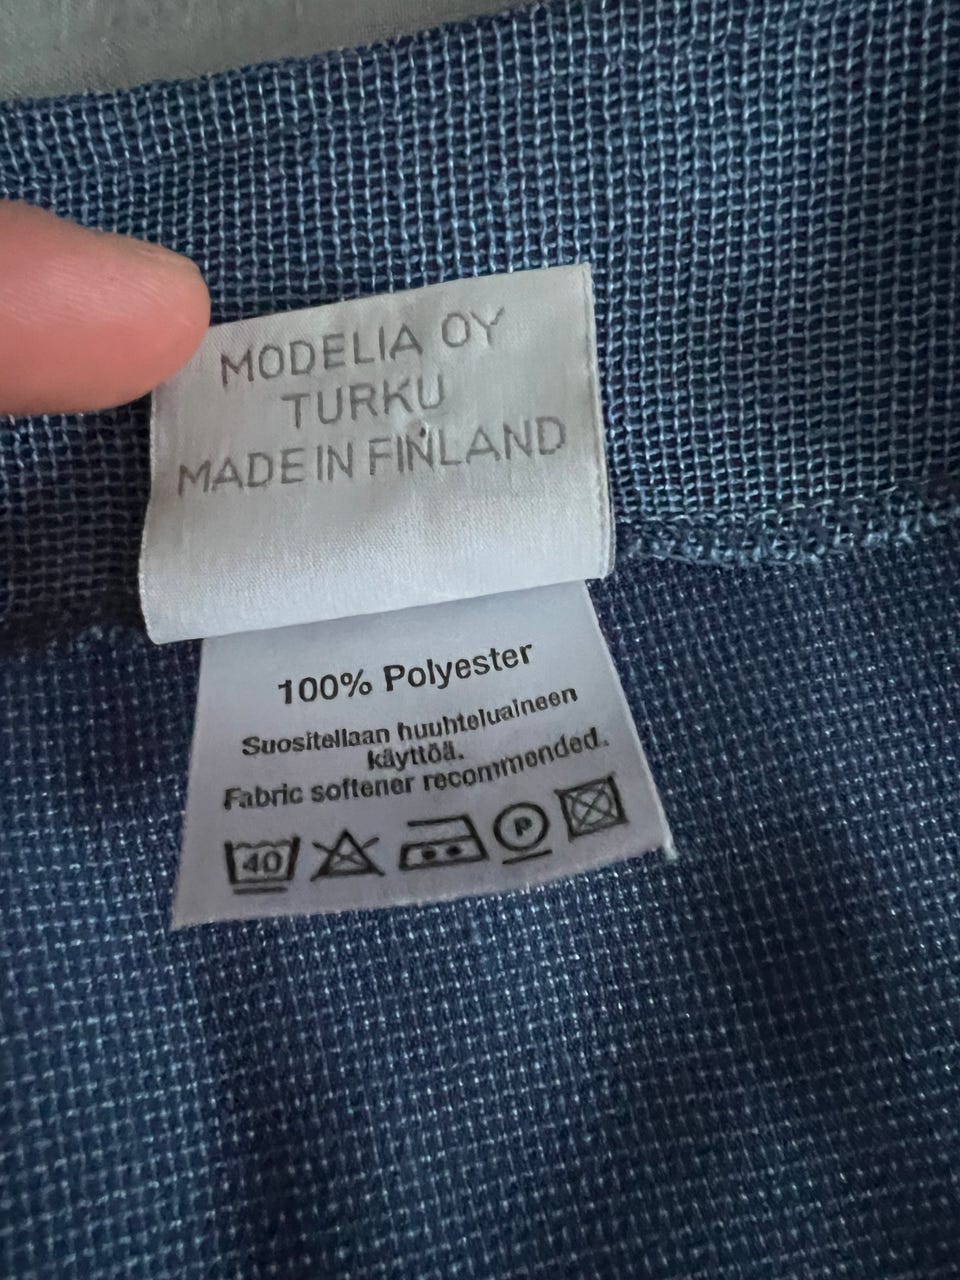 MODELIA OY
TURKU
MADE IN FINLAND
100% Polyester
Suositellaan huuhteluaineen
käyttöä.
Fabric softener recommended.
40 P